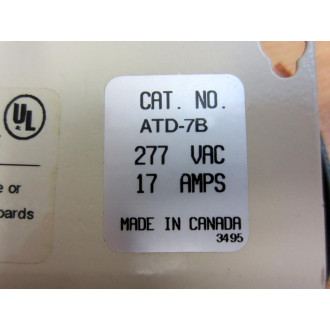 CAT. NO.
ATD-7B
277 VAC
17 AMPS
MADE IN CANADA
3495
UL
e or
oards